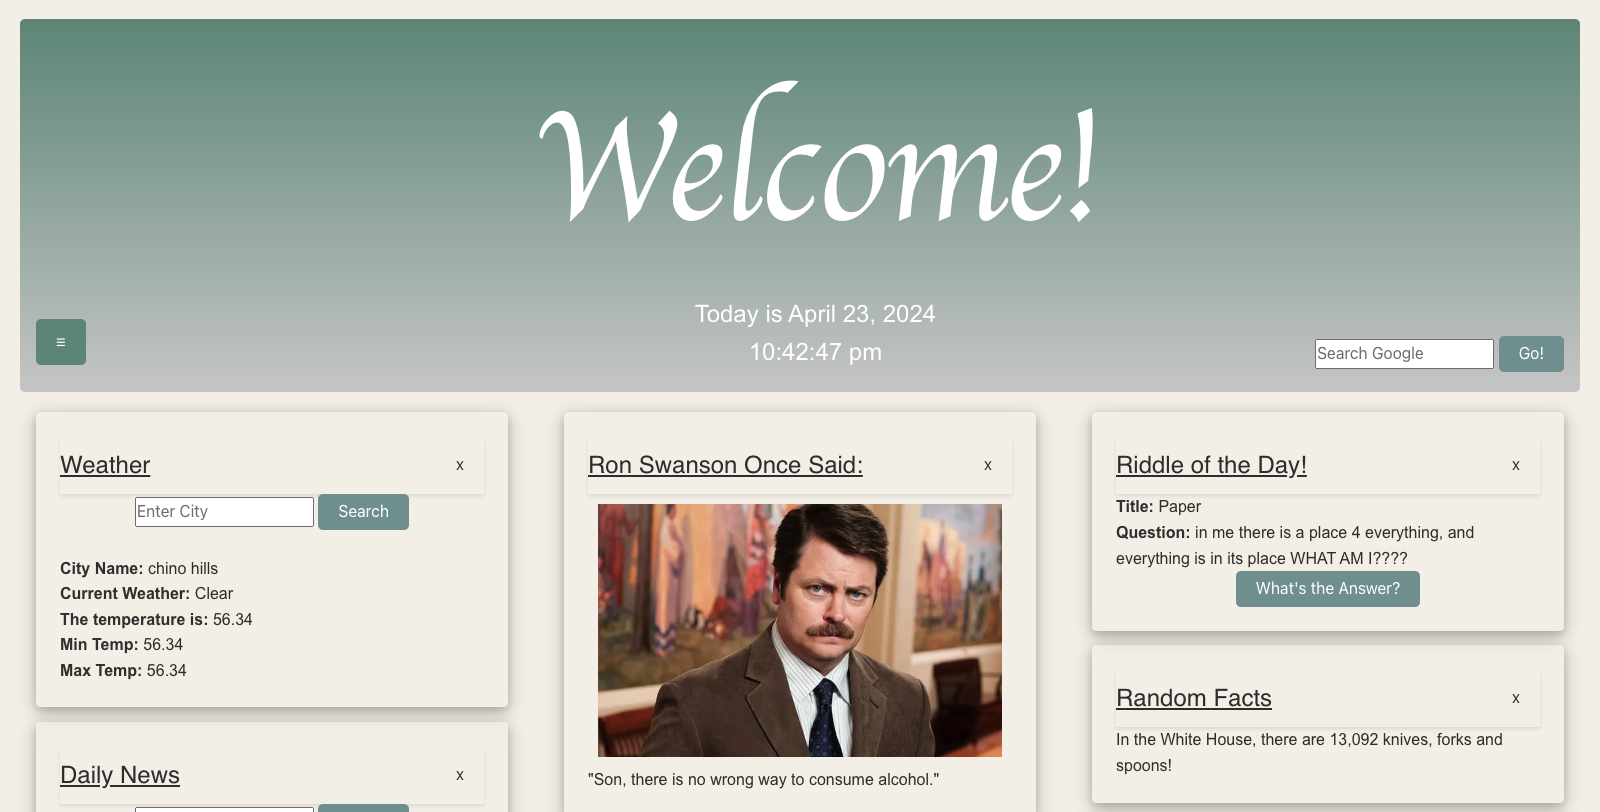 Welcome!
Today is April 23, 2024
10:42:47 pm
≡
Search Google
Go!
Weather
x
Enter City
Search
City Name: chino hills
Current Weather: Clear
The temperature is: 56.34
Min Temp: 56.34
Max Temp: 56.34
Daily News
x
Ron Swanson Once Said:
x
"Son, there is no wrong way to consume alcohol."
Riddle of the Day!
x
Title: Paper
Question: in me there is a place 4 everything, and
everything is in its place WHAT AM I????
What's the Answer?
Random Facts
x
In the White House, there are 13,092 knives, forks and
spoons!